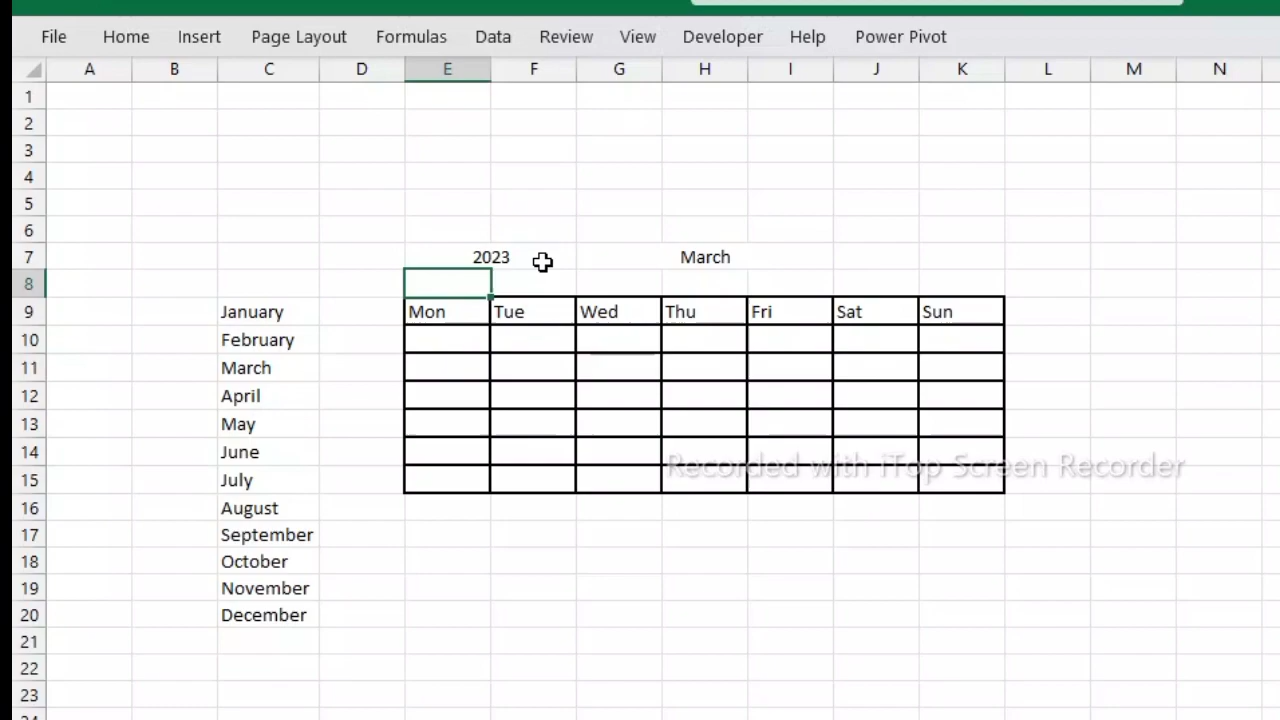 File Home Insert Page Layout Formulas Data Review View Developer Help Power Pivot
A B C D E F G H I J K L M N
1
2
3
4
5
6
7 2023 March
8
9 January Mon Tue Wed Thu Fri Sat Sun
10 February
11 March
12 April
13 May
14 June
Recorded with iTop Screen Recorder
15 July
16 August
17 September
18 October
19 November
20 December
21
22
23